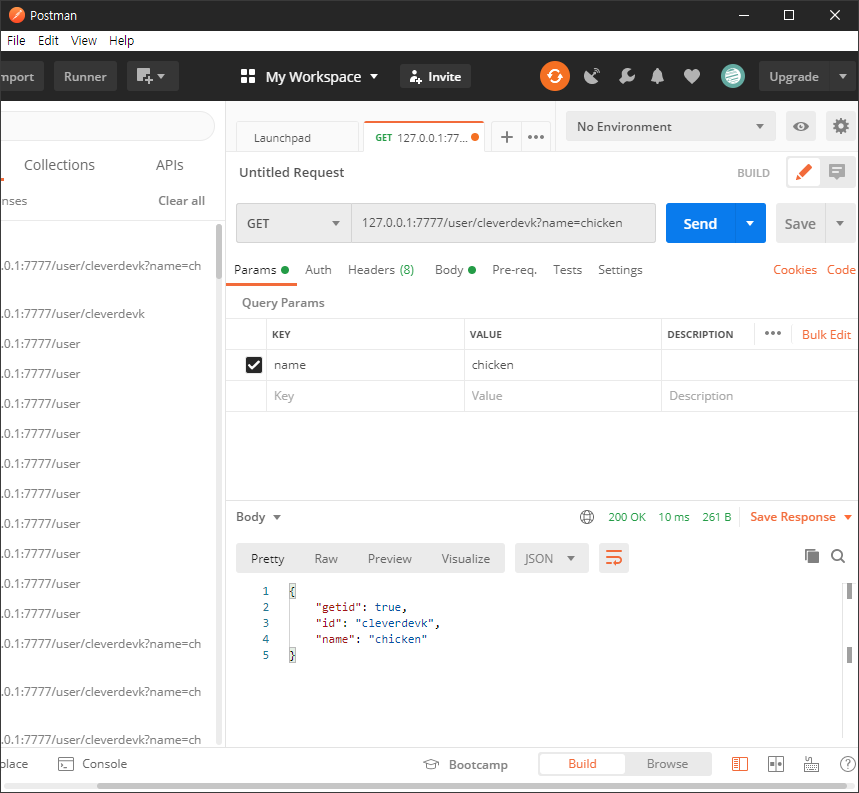 Postman
File Edit View Help
mport Runner My Workspace Invite Upgrade
Launchpad GET 127.0.0.1:77... No Environment
Collections APIs
Untitled Request BUILD
nses Clear all
GET 127.0.0.1:7777/user/cleverdevk?name=chicken Send Save
.0.1:7777/user/cleverdevk?name=ch
Params Auth Headers (8) Body Pre-req. Tests Settings Cookies Code
Query Params
.0.1:7777/user/cleverdevk
KEY VALUE DESCRIPTION Bulk Edit
.0.1:7777/user
name chicken
.0.1:7777/user
Key Value Description
.0.1:7777/user
.0.1:7777/user
.0.1:7777/user
.0.1:7777/user
Body 200 OK 10 ms 261 B Save Response
.0.1:7777/user
.0.1:7777/user
Pretty Raw Preview Visualize JSON
.0.1:7777/user
1 {
2 "getid": true,
.0.1:7777/user
3 "id": "cleverdevk",
4 "name": "chicken"
.0.1:7777/user/cleverdevk?name=ch
5 }
.0.1:7777/user/cleverdevk?name=ch
.0.1:7777/user/cleverdevk?name=ch
place Console Bootcamp Build Browse